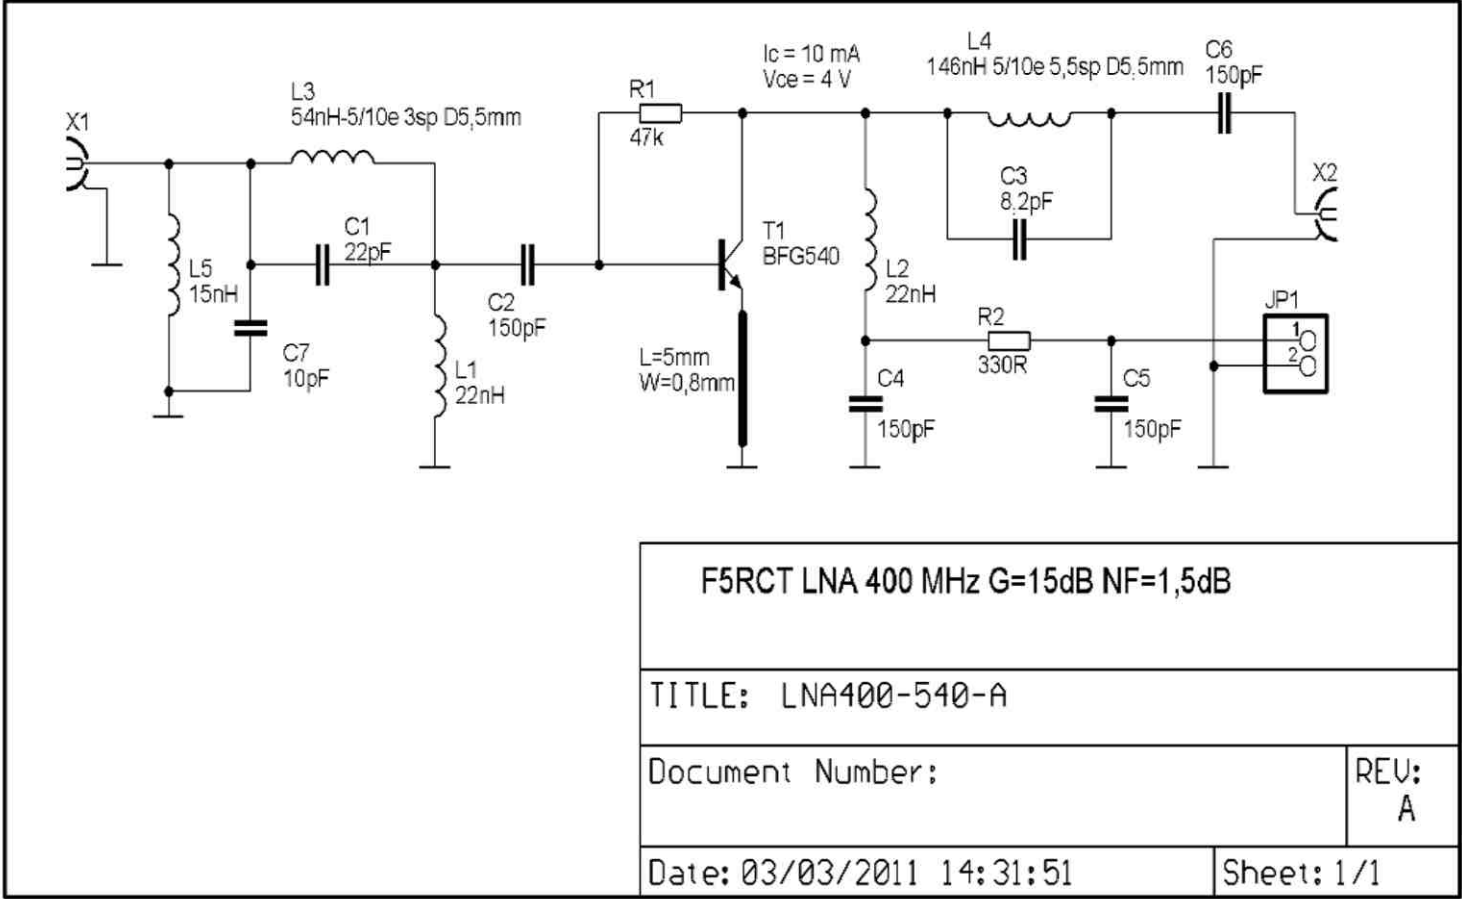 Ic = 10 mA
Vce = 4 V
L4
146nH 5/10e 5,5sp D5,5mm
C6
150pF
L3
54nH-5/10e 3sp D5,5mm
R1
47k
X1
C3
8,2pF
X2
C1
22pF
T1
BFG540
L5
15nH
L2
22nH
C2
150pF
JP1
1
2
R2
330R
C7
10pF
L1
22nH
L=5mm
W=0,8mm
C4
150pF
C5
150pF
F5RCT LNA 400 MHz G=15dB NF=1,5dB
TITLE: LNA400-540-A
Document Number:
REV:
A
Date: 03/03/2011 14:31:51
Sheet: 1/1